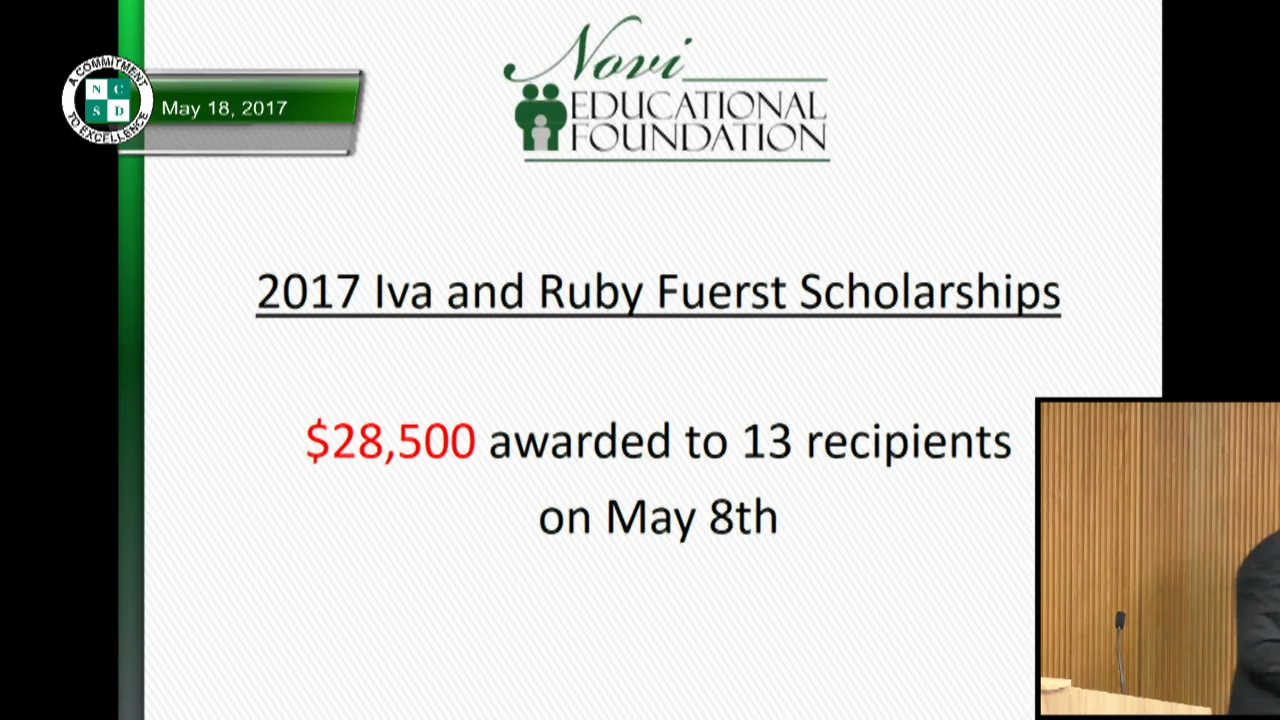 Novi
EDUCATIONAL
FOUNDATION
A COMMITMENT
N C
S D
TO EXCELLENCE
May 18, 2017
2017 Iva and Ruby Fuerst Scholarships
$28,500 awarded to 13 recipients
on May 8th